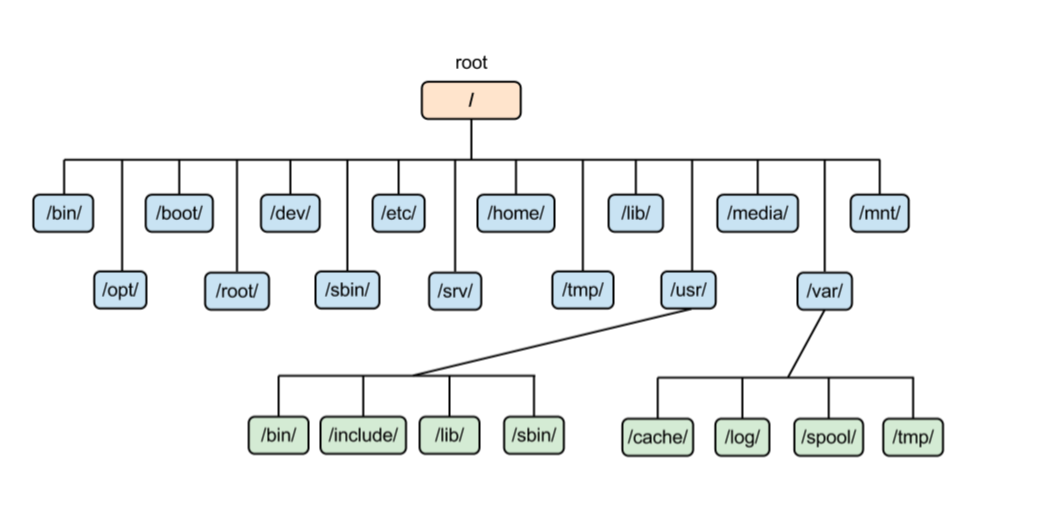 root
/
/bin/
/boot/
/dev/
/etc/
/home/
/lib/
/media/
/mnt/
/opt/
/root/
/sbin/
/srv/
/tmp/
/usr/
/var/
/bin/
/include/
/lib/
/sbin/
/cache/
/log/
/spool/
/tmp/